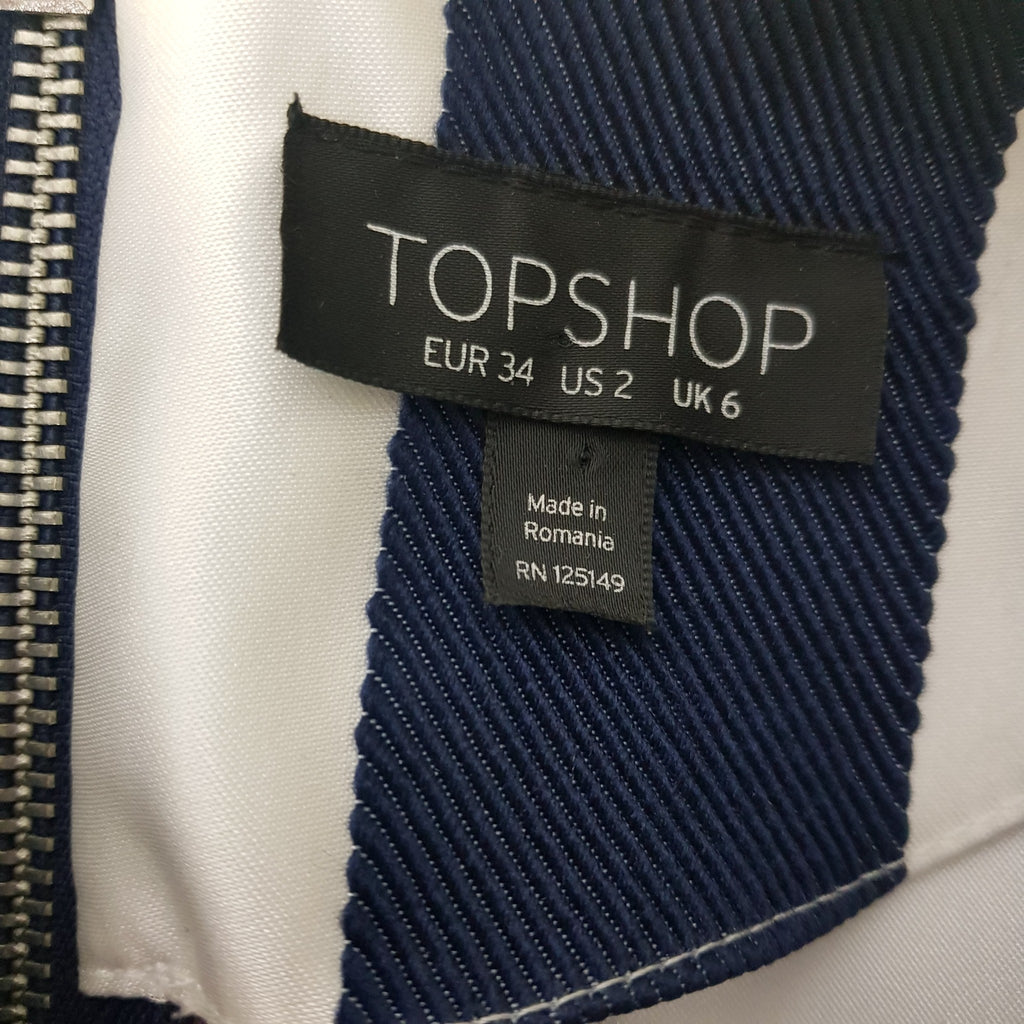 TOPSHOP
EUR 34 US 2 UK 6
Made in
Romania
RN 125149